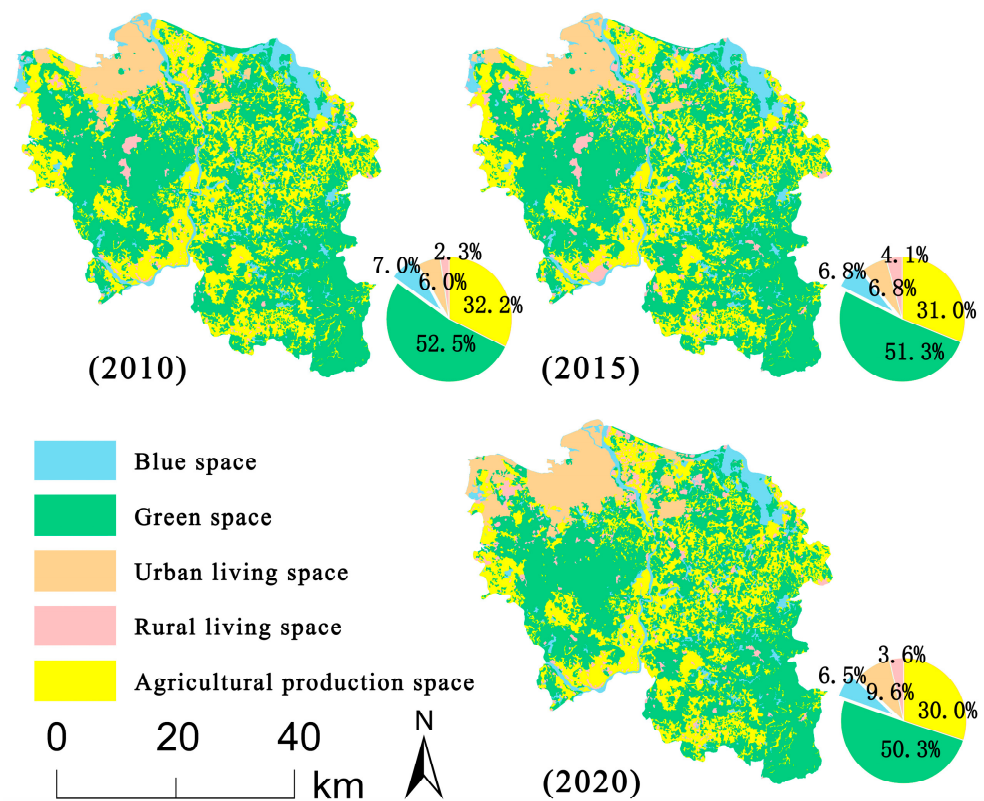 2.3%
7.0%
6.0%
32.2%
52.5%
(2010)
4.1%
6.8%
6.8%
31.0%
51.3%
(2015)
Blue space
Green space
Urban living space
Rural living space
Agricultural production space
0 20 40
km
N
3.6%
6.5%
9.6%
30.0%
50.3%
(2020)